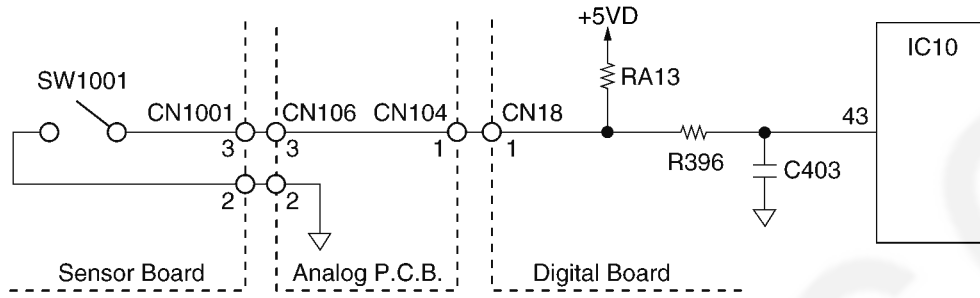 +5VD
IC10
SW1001
RA13
CN1001 CN106 CN104 CN18
43
3 3 1 1
R396
C403
2 2
Sensor Board Analog P.C.B. Digital Board